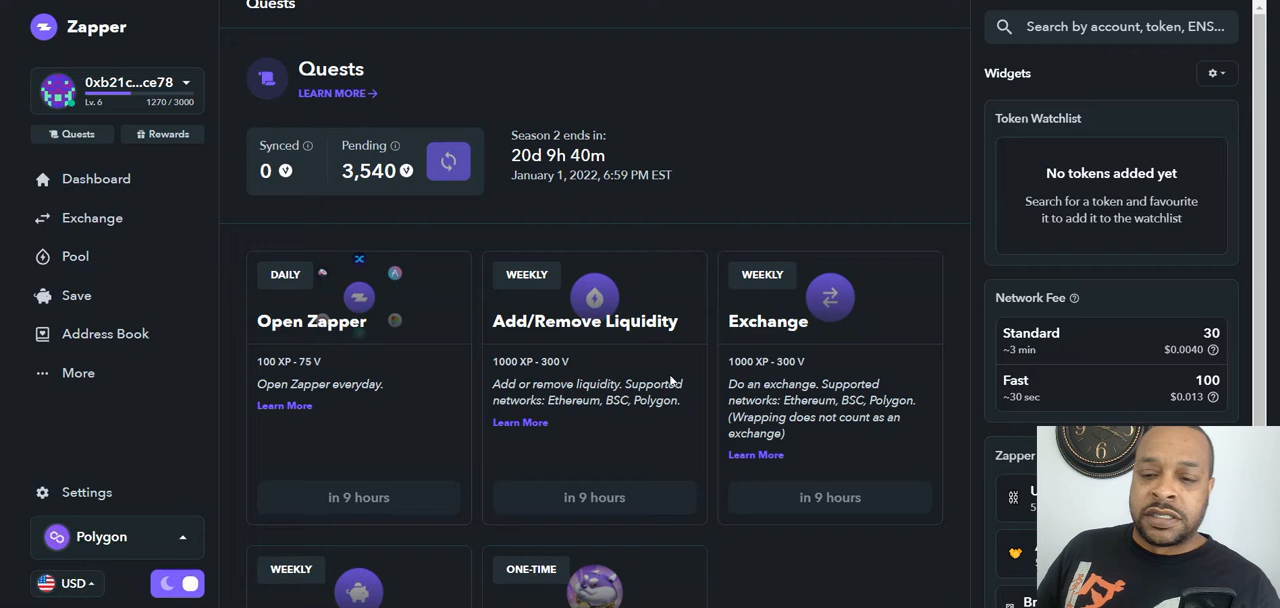 Quests
Zapper
0xb21c...ce78
Lv. 6
1270 / 3000
Quests
Rewards
Dashboard
Exchange
Pool
Save
Address Book
More
Settings
Polygon
USD
Quests
LEARN MORE
Synced
Pending
0
3,540
Season 2 ends in:
20d 9h 40m
January 1, 2022, 6:59 PM EST
DAILY
Open Zapper
100 XP - 75 V
Open Zapper everyday.
Learn More
in 9 hours
WEEKLY
Add/Remove Liquidity
1000 XP - 300 V
Add or remove liquidity. Supported
networks: Ethereum, BSC, Polygon.
Learn More
in 9 hours
WEEKLY
Exchange
1000 XP - 300 V
Do an exchange. Supported
networks: Ethereum, BSC, Polygon.
(Wrapping does not count as an
exchange)
Learn More
in 9 hours
WEEKLY
ONE-TIME
Search by account, token, ENS...
Widgets
Token Watchlist
No tokens added yet
Search for a token and favourite
it to add it to the watchlist
Network Fee
Standard
30
~3 min
$0.0040
Fast
100
~30 sec
$0.013
Zapper